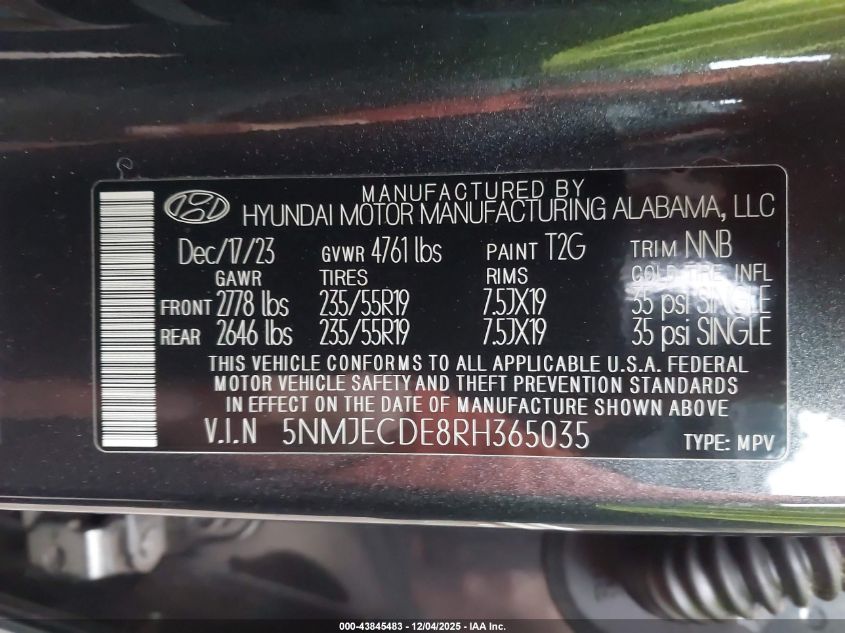 MANUFACTURED BY
HYUNDAI MOTOR MANUFACTURING ALABAMA, LLC
Dec/17/23 GVWR 4761 lbs PAINT T2G TRIM NNB
GAWR TIRES RIMS COLD TIRE INFL
FRONT 2778 lbs 235/55R19 7.5JX19 35 psi SINGLE
REAR 2646 lbs 235/55R19 7.5JX19 35 psi SINGLE
THIS VEHICLE CONFORMS TO ALL APPLICABLE U.S.A. FEDERAL
MOTOR VEHICLE SAFETY AND THEFT PREVENTION STANDARDS
IN EFFECT ON THE DATE OF MANUFACTURE SHOWN ABOVE
V.I.N 5NMJECDE8RH365035 TYPE: MPV
000-43845483 - 12/04/2025 - IAA Inc.